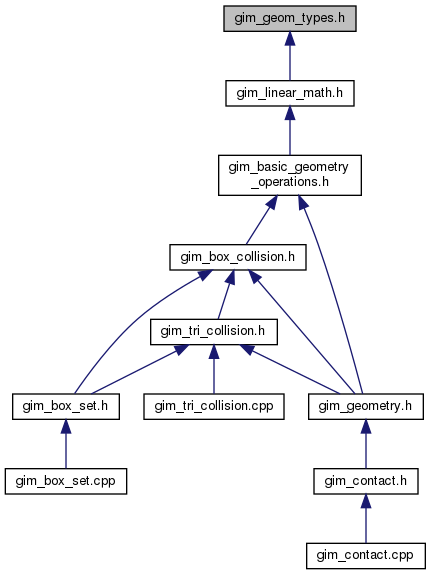 gim_geom_types.h
gim_linear_math.h
gim_basic_geometry
_operations.h
gim_box_collision.h
gim_tri_collision.h
gim_box_set.h
gim_tri_collision.cpp
gim_geometry.h
gim_box_set.cpp
gim_contact.h
gim_contact.cpp